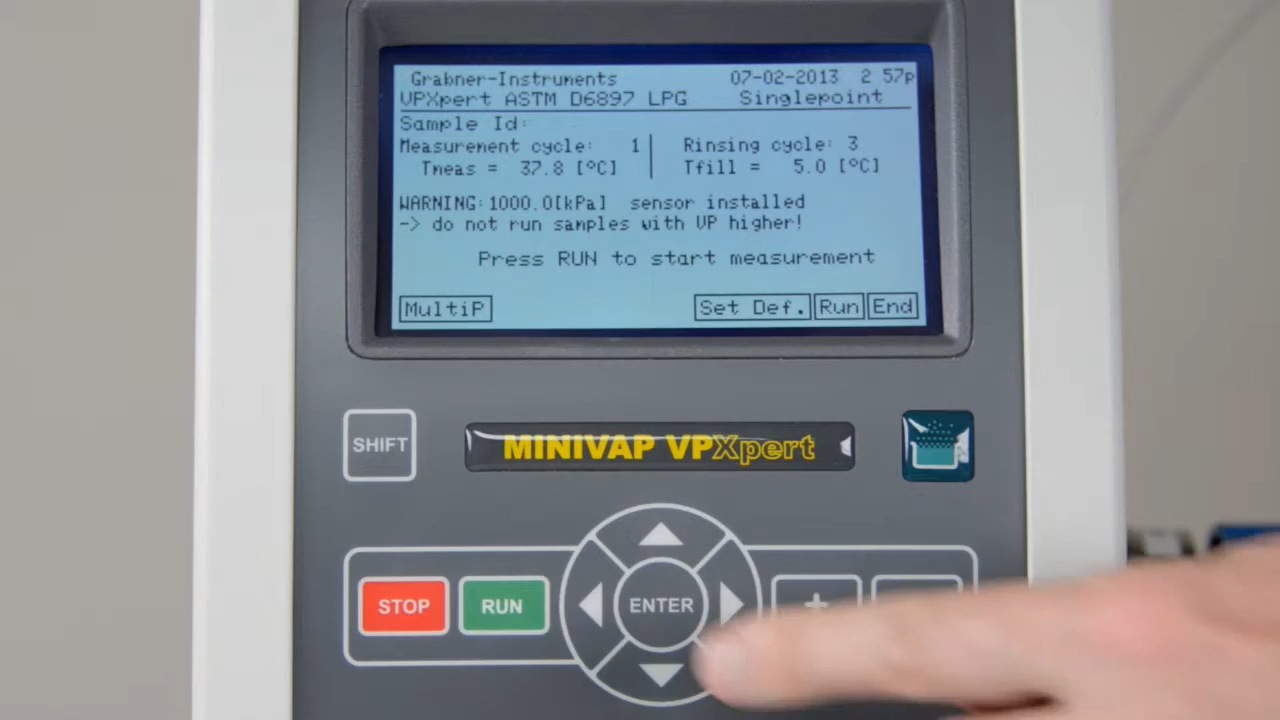 Grabner-Instruments 07-02-2013 2 57p
VPXpert ASTM D6897 LPG Singlepoint
Sample Id:
Measurement cycle: 1 Rinsing cycle: 3
Tmeas = 37.8 [°C] Tfill = 5.0 [°C]
WARNING:1000.0[kPa] sensor installed
-> do not run samples with VP higher!
Press RUN to start measurement
MultiP Set Def. Run End
SHIFT
MINIVAP VPXpert
STOP RUN ENTER +